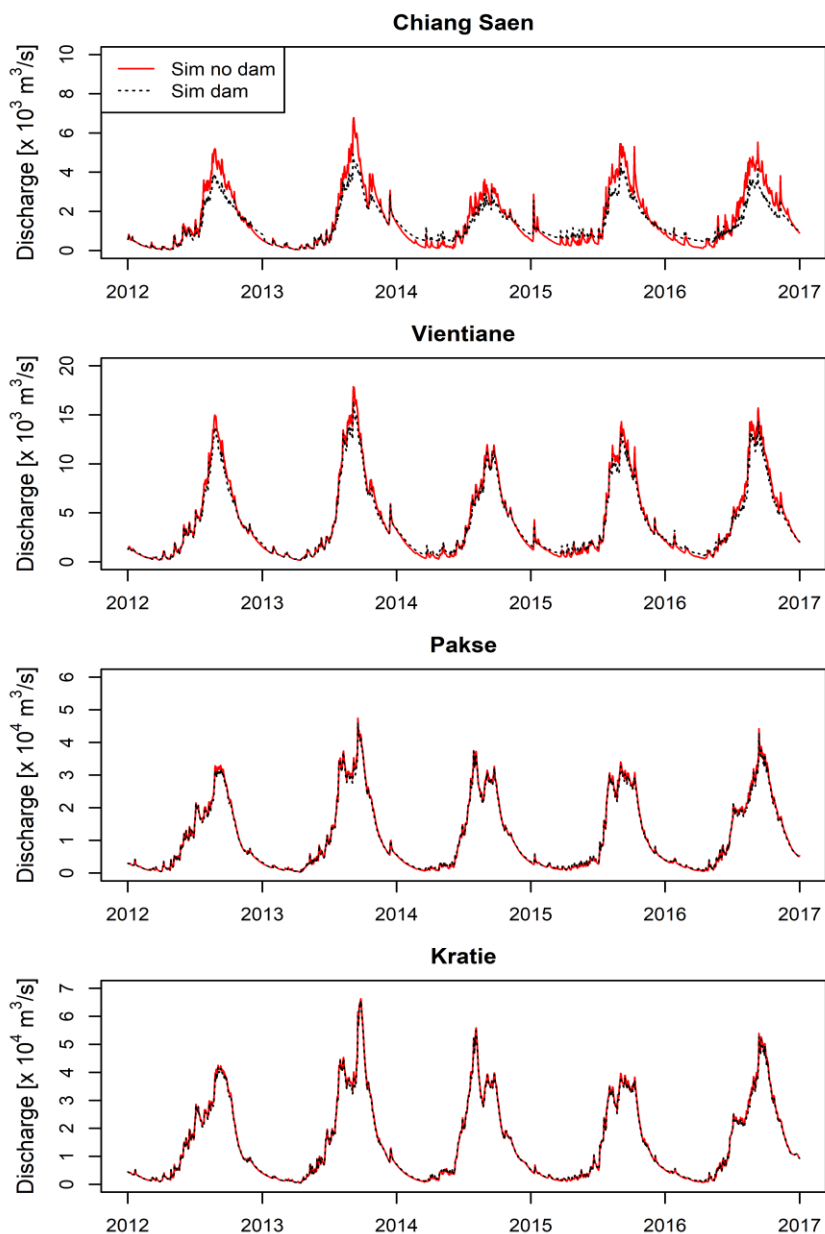 Chiang Saen
Discharge [x 10³ m³/s]
10
8
6
4
2
0
Sim no dam
Sim dam
2012 2013 2014 2015 2016 2017
Vientiane
Discharge [x 10³ m³/s]
20
15
10
5
0
2012 2013 2014 2015 2016 2017
Pakse
Discharge [x 10⁴ m³/s]
6
5
4
3
2
1
0
2012 2013 2014 2015 2016 2017
Kratie
Discharge [x 10⁴ m³/s]
7
6
5
4
3
2
1
0
2012 2013 2014 2015 2016 2017